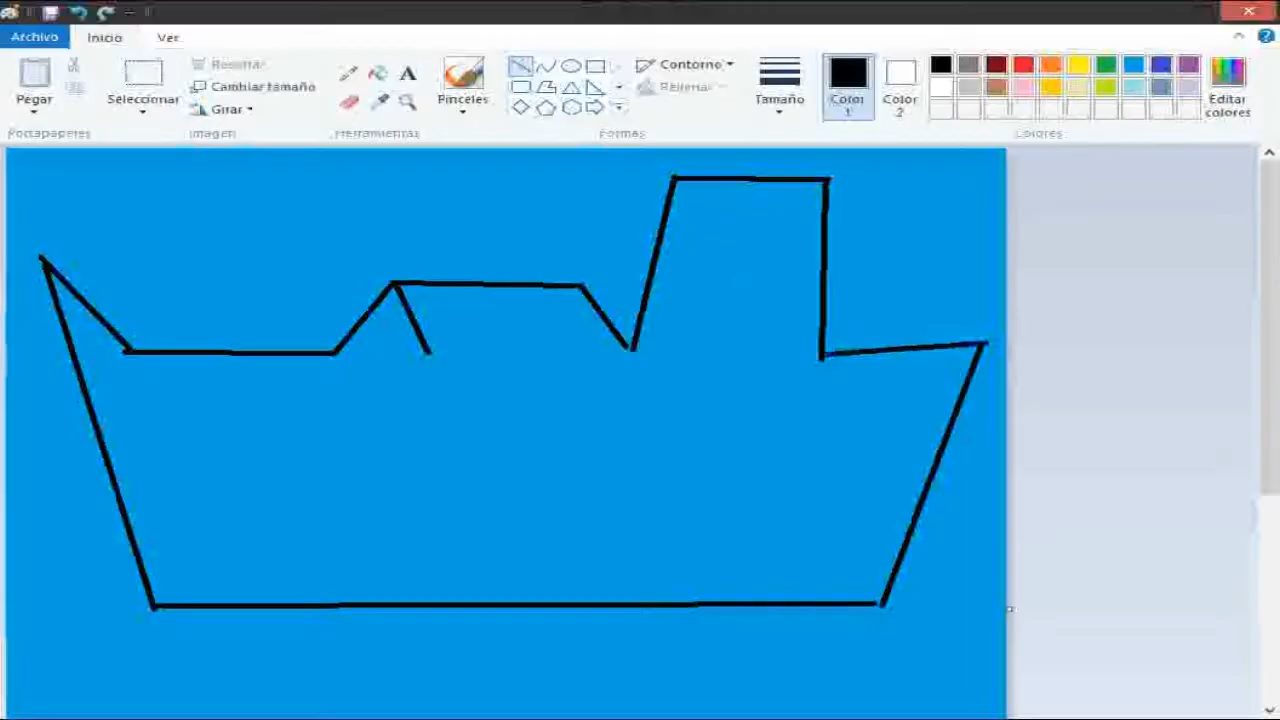 Archivo
Inicio
Ver
Pegar
Seleccionar
Recortar
Cambiar tamaño
Girar
A
Pinceles
Contorno
Rellenar
Tamaño
Color 1
Color 2
Editar colores
Portapapeles
Imagen
Herramientas
Formas
Colores